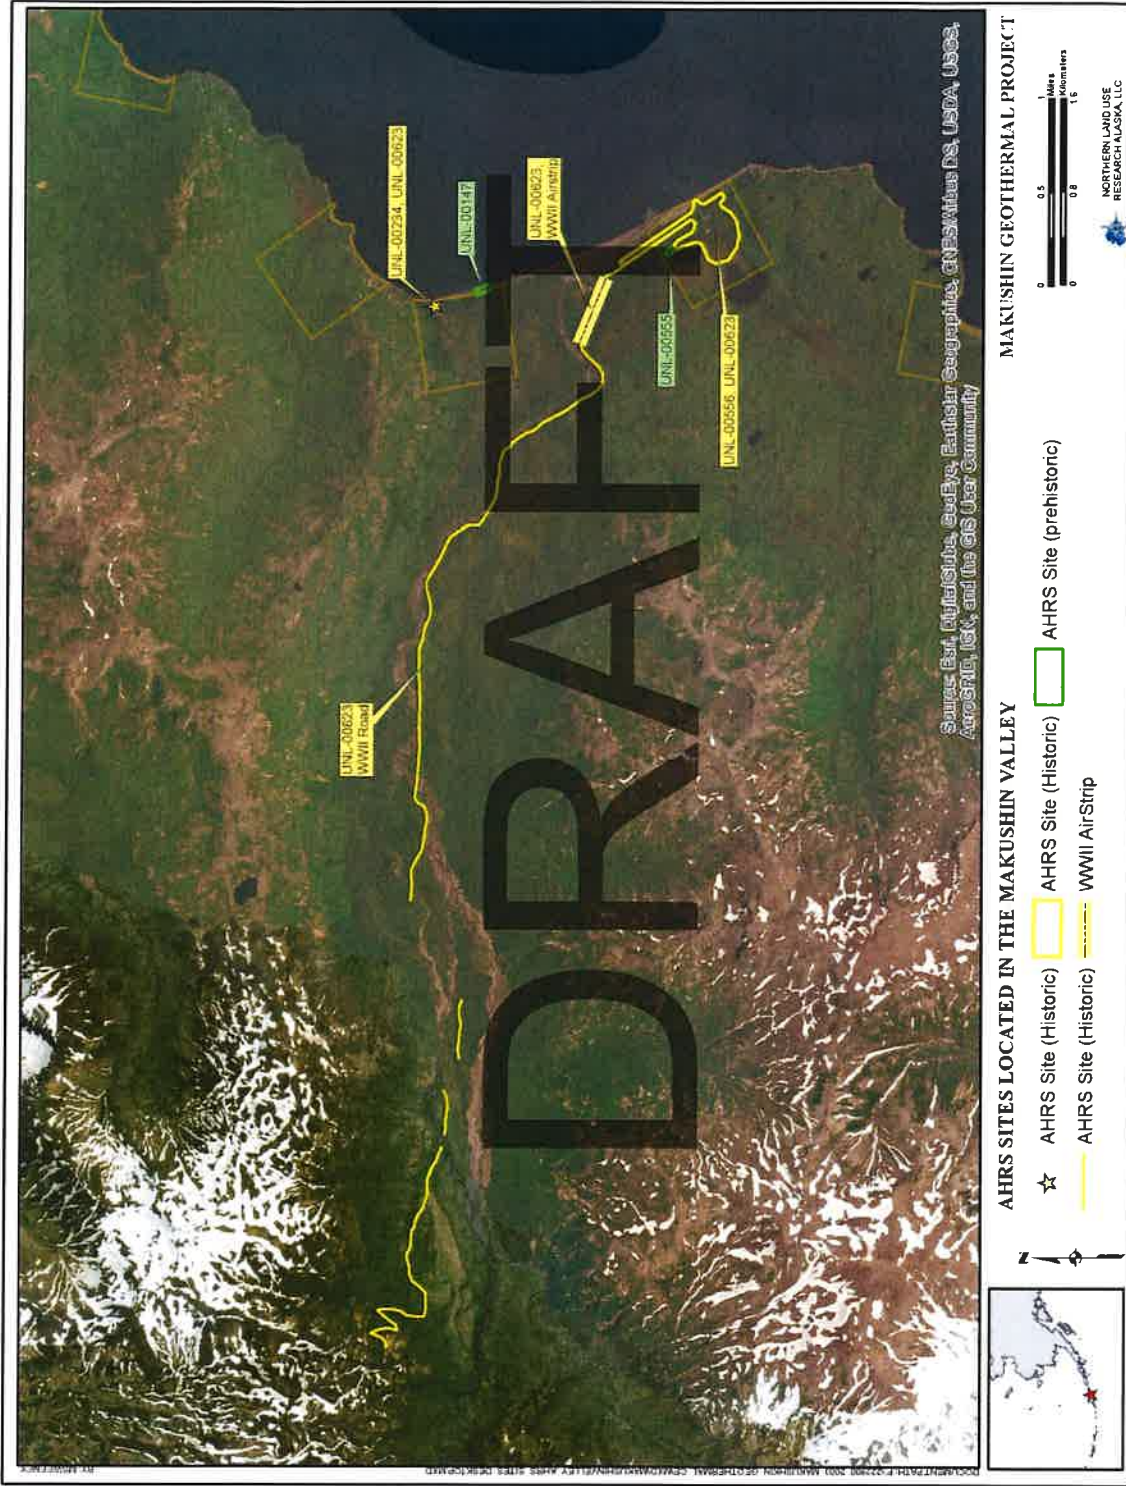 UNL-00234, UNL-00623
UNL-00147
UNL-00623,
WWII Airstrip
UNL-00623
WWII Road
UNL-00555
UNL-00556, UNL-00623
DRAFT
Source: Esri, DigitalGlobe, GeoEye, Earthstar Geographics, CNES/Airbus DS, USDA, USGS,
AeroGRID, IGN, and the GIS User Community
AHRS SITES LOCATED IN THE MAKUSHIN VALLEY
MAKUSHIN GEOTHERMAL PROJECT
N
AHRS Site (Historic)
AHRS Site (Historic)
AHRS Site (prehistoric)
AHRS Site (Historic)
WWII AirStrip
0 0.5 1
Miles
Kilometers
0 0.8 1.6
NORTHERN LAND USE
RESEARCH ALASKA, LLC